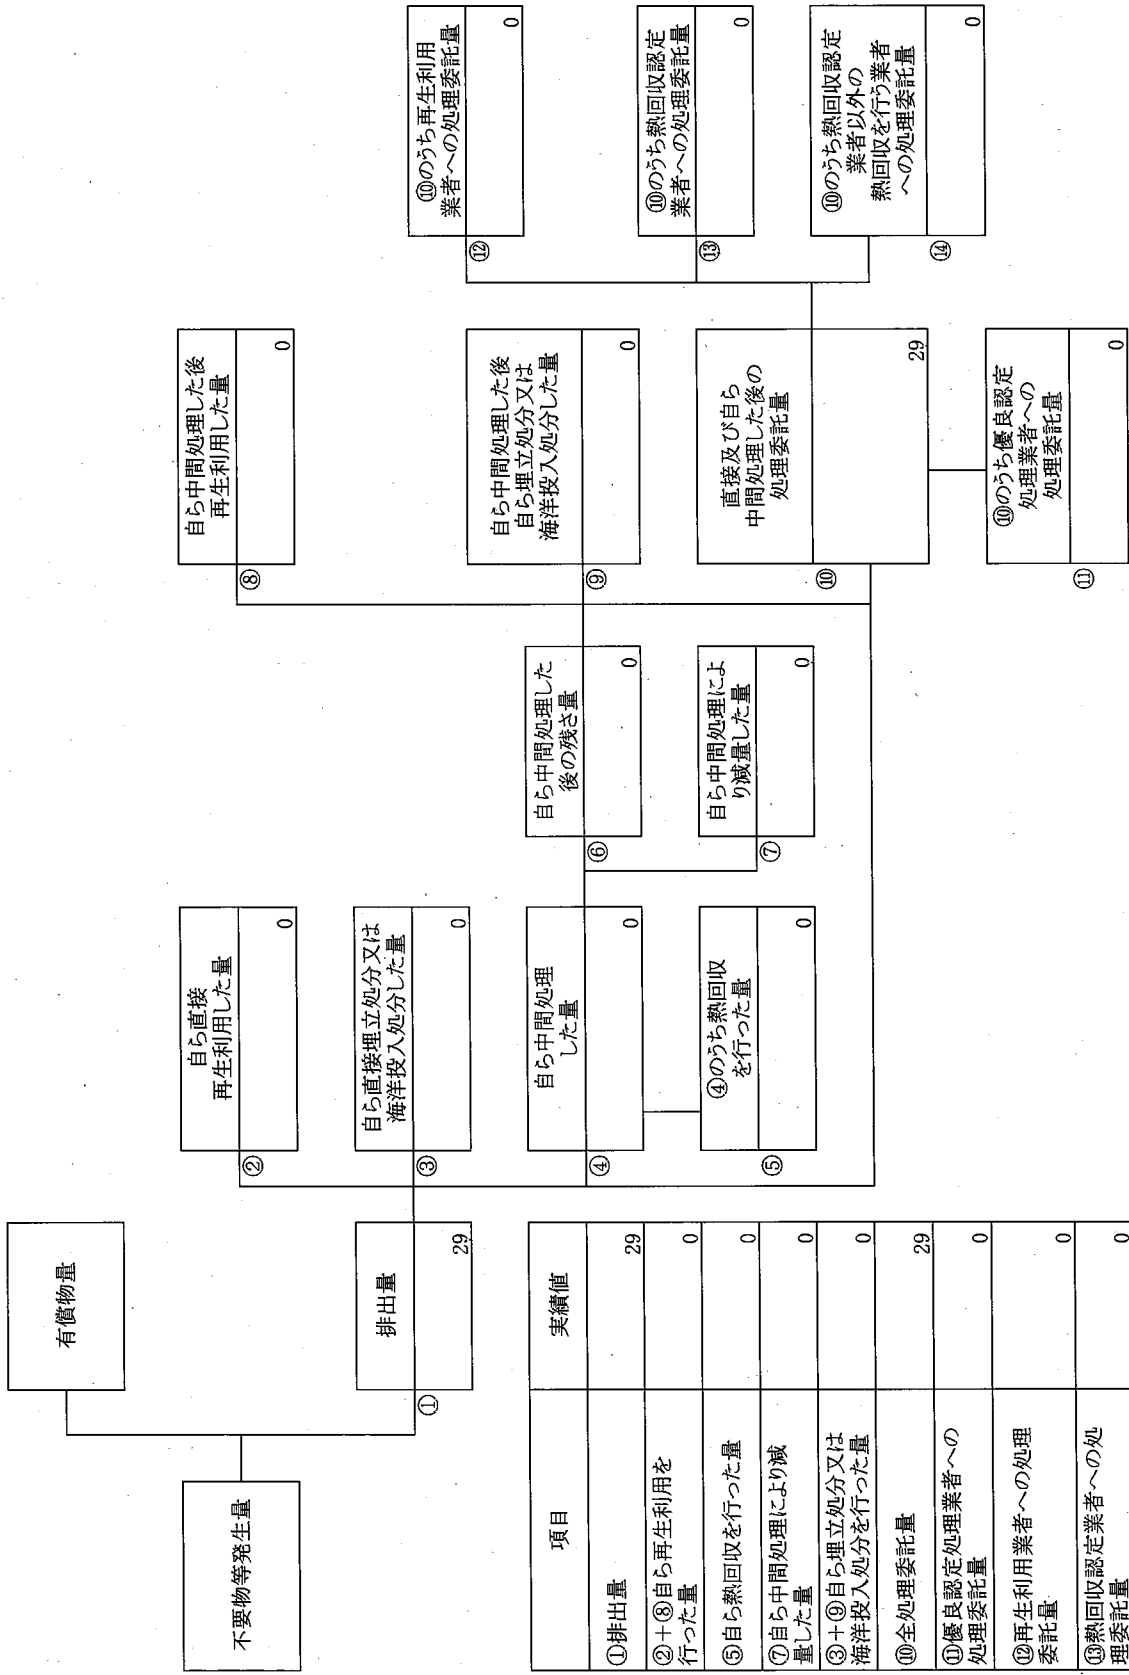 不要物等発生量
有償物量
①
排出量
29
②
自ら直接
再生利用した量
0
③
自ら直接埋立処分又は
海洋投入処分した量
0
④
自ら中間処理
した量
0
⑤
④のうち熱回収
を行った量
0
⑥
自ら中間処理した
後の残さ量
0
⑦
自ら中間処理によ
り減量した量
0
⑧
自ら中間処理した後
再生利用した量
0
⑨
自ら中間処理した後
自ら埋立処分又は
海洋投入処分した量
0
⑩
直接及び自ら
中間処理した後の
処理委託量
29
⑪
⑩のうち優良認定
処理業者への
処理委託量
0
⑫
⑩のうち再生利用
業者への処理委託量
0
⑬
⑩のうち熱回収認定
業者への処理委託量
0
⑭
⑩のうち熱回収認定
業者以外の
熱回収を行う業者
への処理委託量
0
項目 実績値
①排出量 29
②+⑧自ら再生利用を
行った量 0
⑤自ら熱回収を行った量 0
⑦自ら中間処理により減
量した量 0
③+⑨自ら埋立処分又は
海洋投入処分を行った量 0
⑩全処理委託量 29
⑪優良認定処理業者への
処理委託量 0
⑫再生利用業者への処理
委託量 0
⑬熱回収認定業者への処
理委託量 0